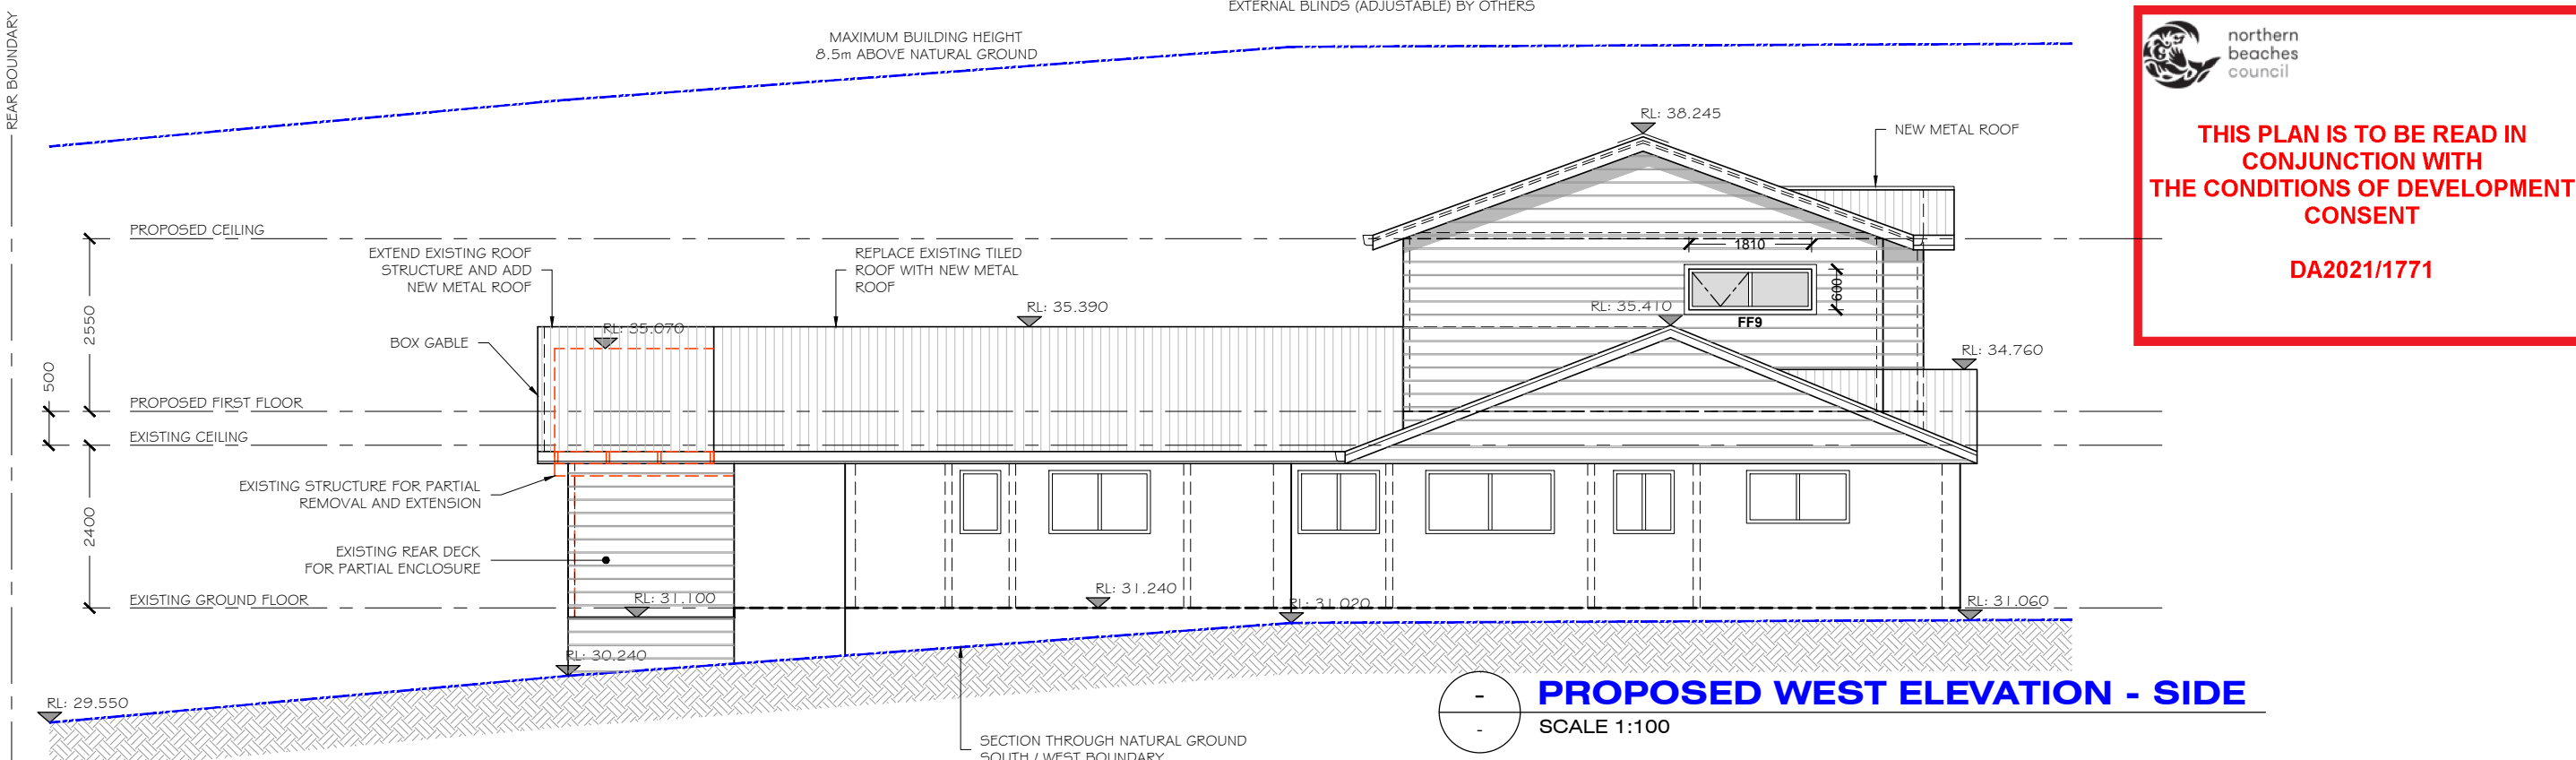 EXTERNAL BLINDS (ADJUSTABLE) BY OTHERS
REAR BOUNDARY
MAXIMUM BUILDING HEIGHT
8.5m ABOVE NATURAL GROUND
northern
beaches
council
THIS PLAN IS TO BE READ IN
CONJUNCTION WITH
THE CONDITIONS OF DEVELOPMENT
CONSENT
DA2021/1771
RL: 38.245
NEW METAL ROOF
PROPOSED CEILING
EXTEND EXISTING ROOF
STRUCTURE AND ADD
NEW METAL ROOF
REPLACE EXISTING TILED
ROOF WITH NEW METAL
ROOF
1810
600
FF9
RL: 35.410
RL: 35.390
RL: 35.070
BOX GABLE
RL: 34.760
2550
500
PROPOSED FIRST FLOOR
EXISTING CEILING
EXISTING STRUCTURE FOR PARTIAL
REMOVAL AND EXTENSION
2400
EXISTING REAR DECK
FOR PARTIAL ENCLOSURE
EXISTING GROUND FLOOR
RL: 31.100
RL: 31.240
RL: 31.020
RL: 31.060
RL: 30.240
RL: 29.550
SECTION THROUGH NATURAL GROUND
SOUTH / WEST BOUNDARY
-
-
PROPOSED WEST ELEVATION - SIDE
SCALE 1:100